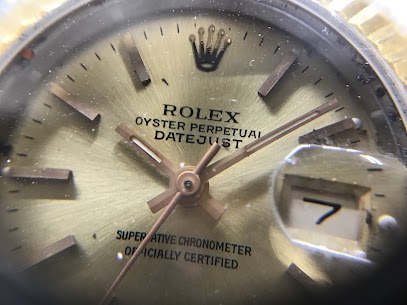 ROLEX
OYSTER PERPETUAL
DATEJUST
7
SUPERLATIVE CHRONOMETER
OFFICIALLY CERTIFIED